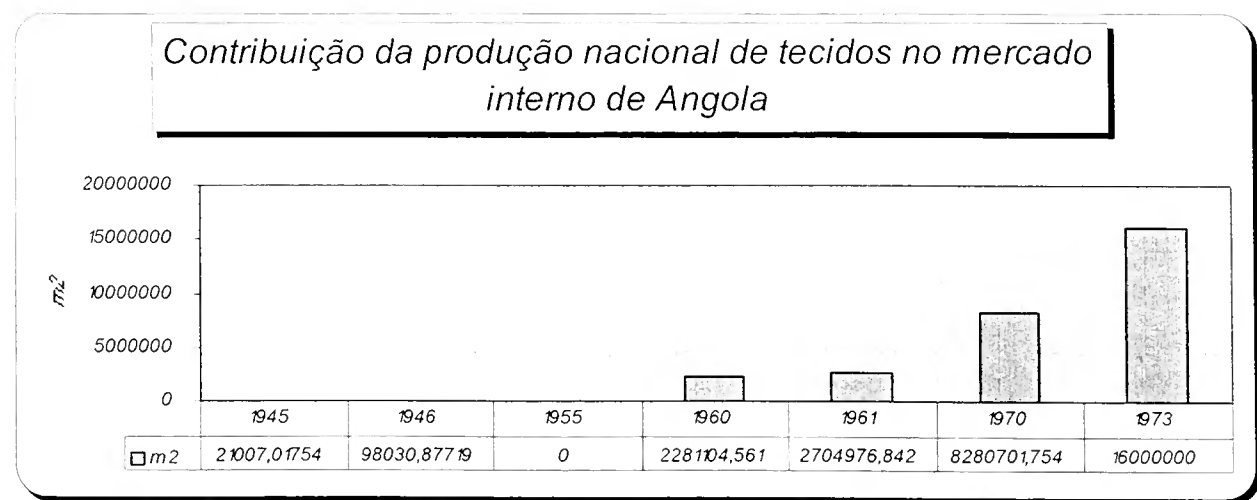 Contribuição da produção nacional de tecidos no mercado
interno de Angola
20000000
15000000
10000000
5000000
0
m2
1945 1946 1955 1960 1961 1970 1973
m2 21007,01754 98030,87719 0 2281104,561 2704976,842 8280701,754 16000000